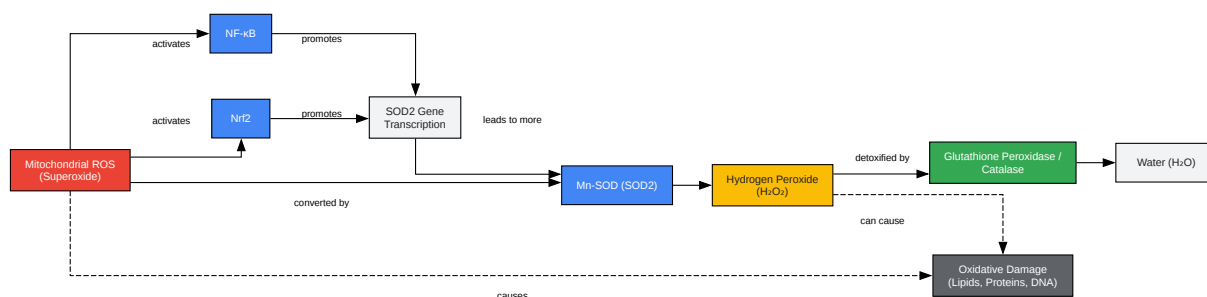 NF-κB
activates
promotes
Nrf2
activates
promotes
SOD2 Gene
Transcription
leads to more
Mitochondrial ROS
(Superoxide)
converted by
Mn-SOD (SOD2)
Hydrogen Peroxide
(H₂O₂)
detoxified by
Glutathione Peroxidase /
Catalase
Water (H₂O)
can cause
Oxidative Damage
(Lipids, Proteins, DNA)
causes